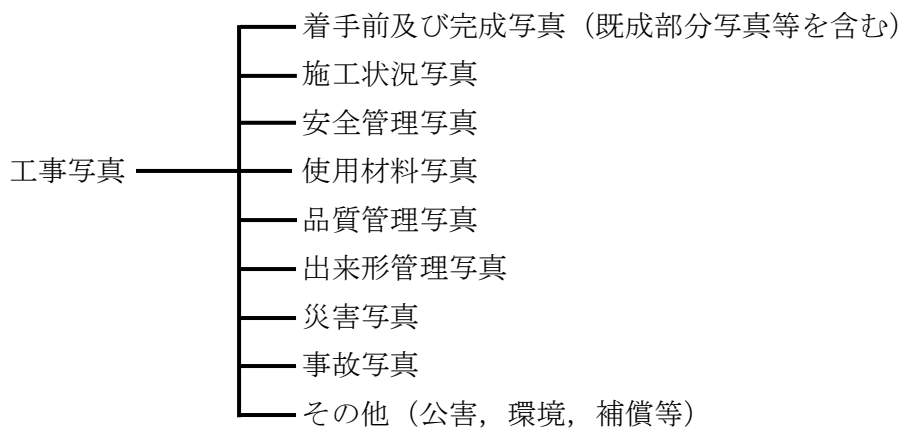 着手前及び完成写真（既成部分写真等を含む）
施工状況写真
安全管理写真
工事写真
使用材料写真
品質管理写真
出来形管理写真
災害写真
事故写真
その他（公害，環境，補償等）